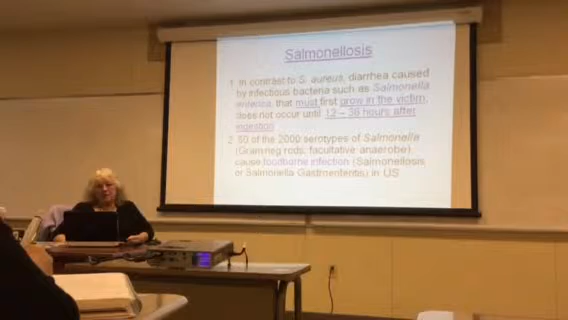 Salmonellosis
1. In contrast to S. aureus, diarrhea caused
by infectious bacteria such as Salmonella
enterica, that must first grow in the victim,
does not occur until 12 – 36 hours after
ingestion
2. 50 of the 2000 serotypes of Salmonella
(Gram neg rods, facultative anaerobe)
cause foodborne infection (Salmonellosis
or Salmonella Gastroenteritis) in US